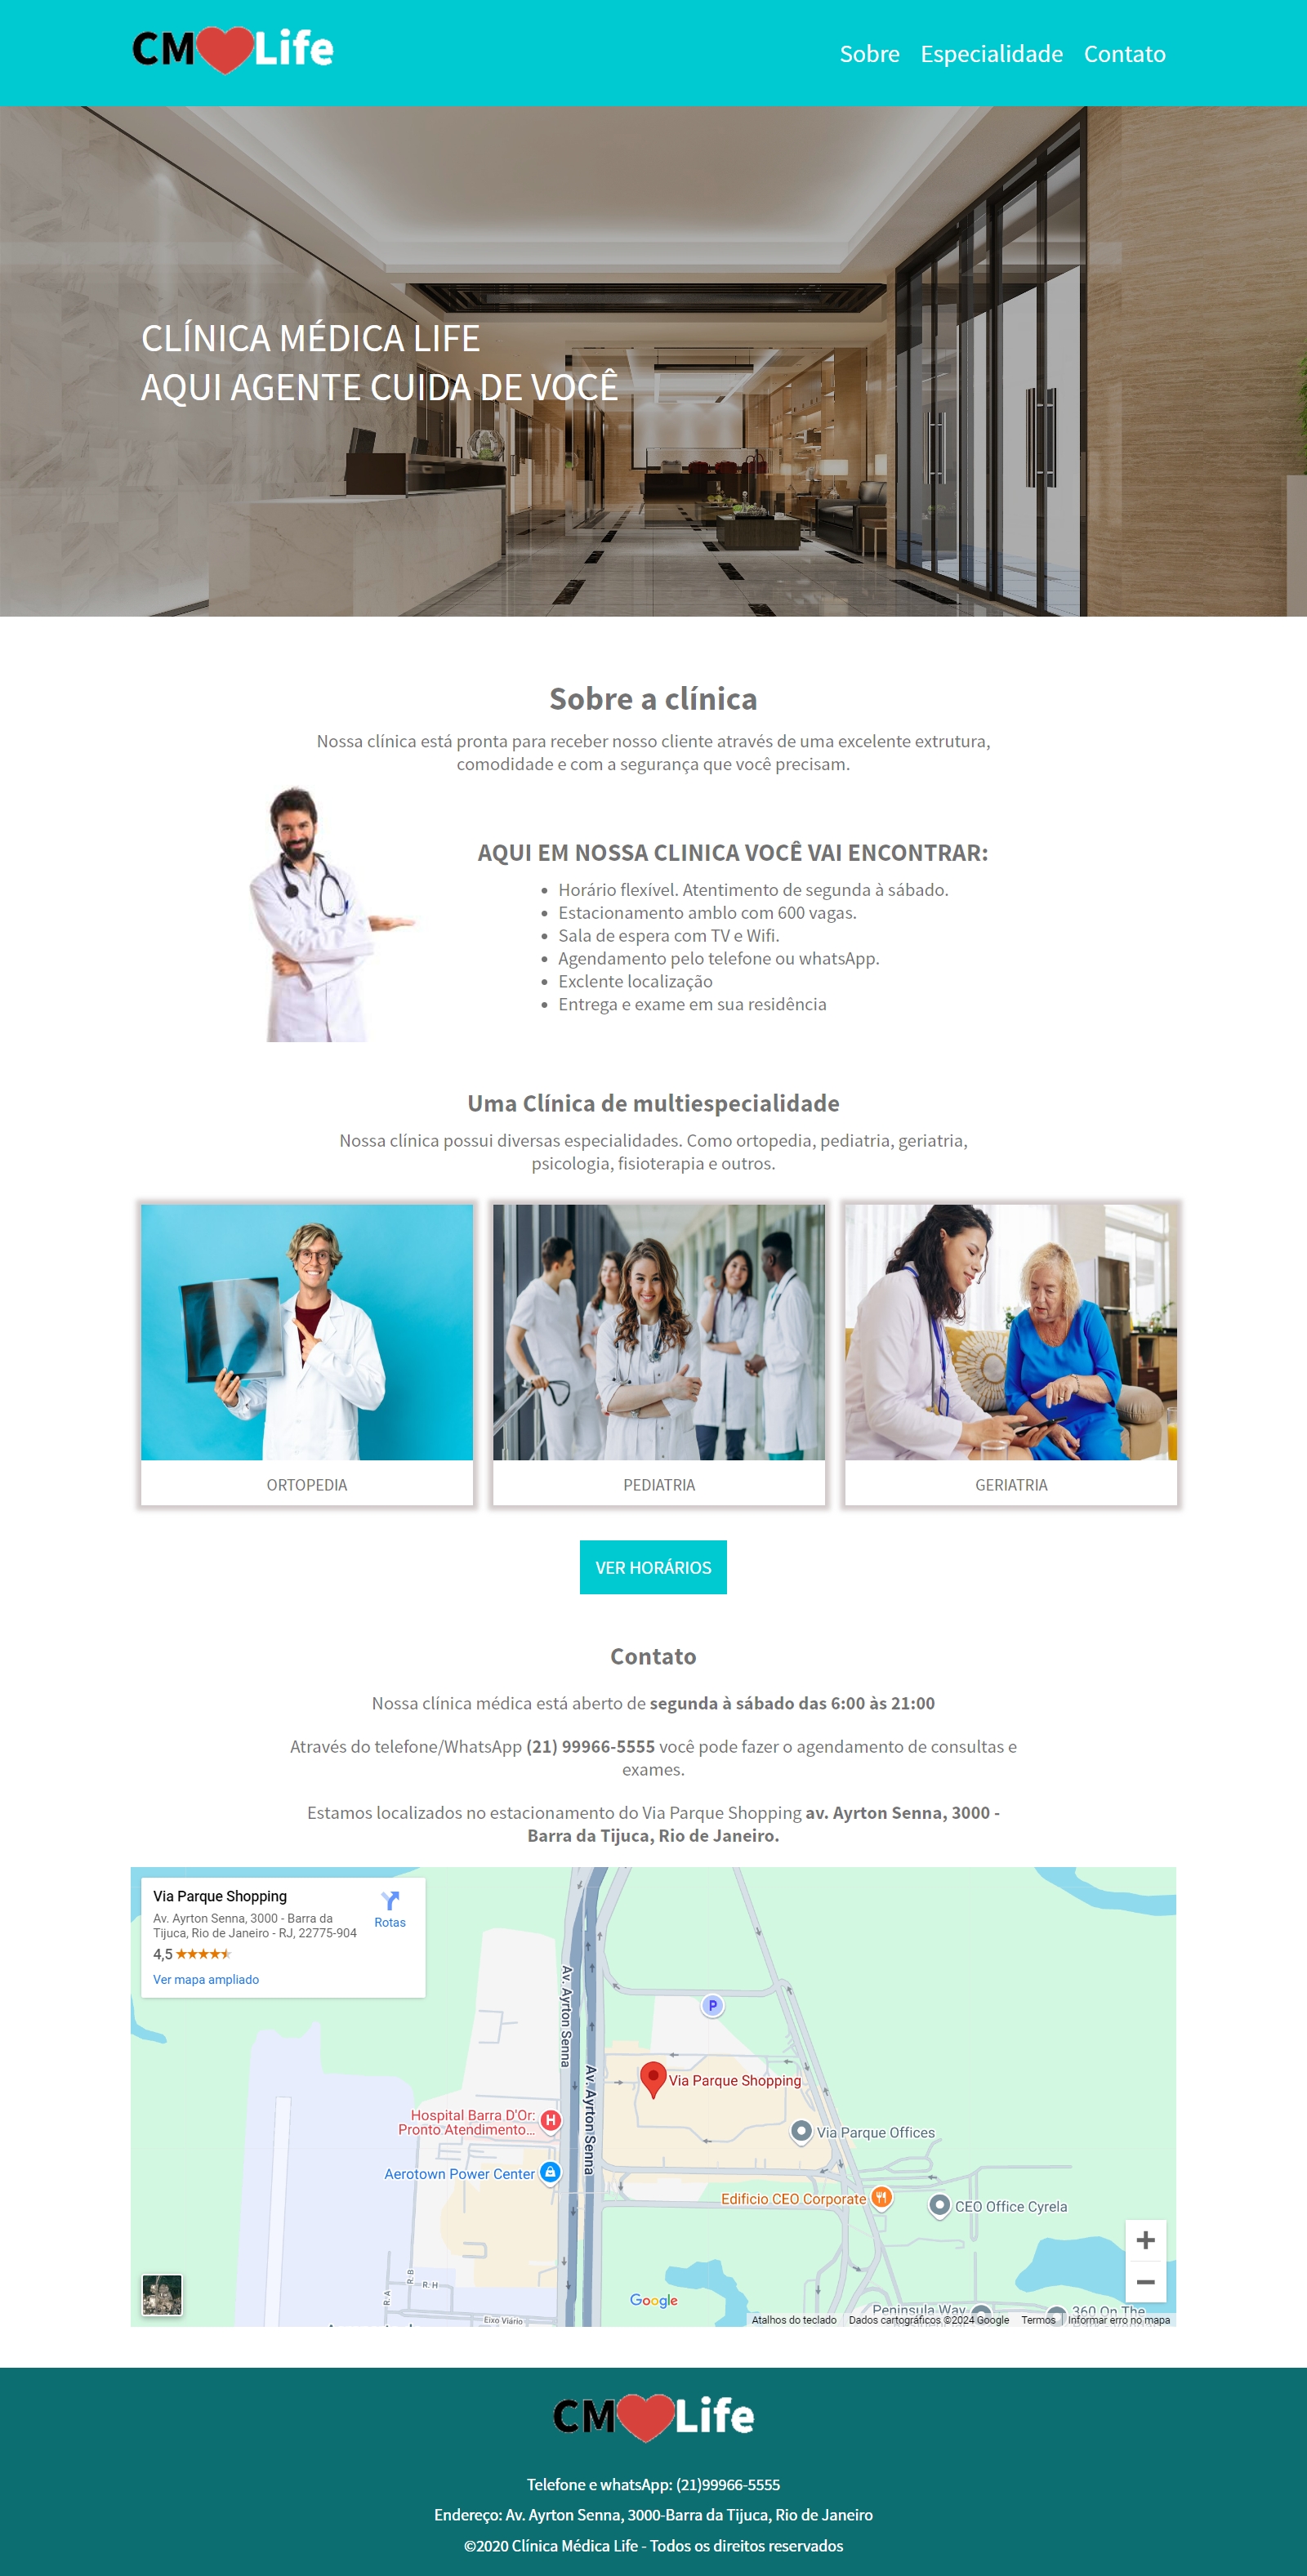 CM Life
Sobre Especialidade Contato
CLÍNICA MÉDICA LIFE
AQUI AGENTE CUIDA DE VOCÊ
Sobre a clínica
Nossa clínica está pronta para receber nosso cliente através de uma excelente extrutura,
comodidade e com a segurança que você precisam.
AQUI EM NOSSA CLINICA VOCÊ VAI ENCONTRAR:
• Horário flexível. Atentimento de segunda à sábado.
• Estacionamento amblo com 600 vagas.
• Sala de espera com TV e Wifi.
• Agendamento pelo telefone ou whatsApp.
• Exclente localização
• Entrega e exame em sua residência
Uma Clínica de multiespecialidade
Nossa clínica possui diversas especialidades. Como ortopedia, pediatria, geriatria,
psicologia, fisioterapia e outros.
ORTOPEDIA
PEDIATRIA
GERIATRIA
VER HORÁRIOS
Contato
Nossa clínica médica está aberto de segunda à sábado das 6:00 às 21:00
Através do telefone/WhatsApp (21) 99966-5555 você pode fazer o agendamento de consultas e
exames.
Estamos localizados no estacionamento do Via Parque Shopping av. Ayrton Senna, 3000 -
Barra da Tijuca, Rio de Janeiro.
Via Parque Shopping
Av. Ayrton Senna, 3000 - Barra da
Tijuca, Rio de Janeiro - RJ, 22775-904
4,5
Ver mapa ampliado
Rotas
Av. Ayrton Senna
P
Av. Ayrton Senna
Via Parque Shopping
Hospital Barra D'Or:
Pronto Atendimento...
H
Via Parque Offices
Aerotown Power Center
Edificio CEO Corporate
CEO Office Cyrela
R. B
R. A
R. H
Eixo Viário
Google
Peninsula Way
360 On The
Atalhos do teclado
Dados cartográficos ©2024 Google
Termos
Informar erro no mapa
CM Life
Telefone e whatsApp: (21)99966-5555
Endereço: Av. Ayrton Senna, 3000-Barra da Tijuca, Rio de Janeiro
©2020 Clínica Médica Life - Todos os direitos reservados